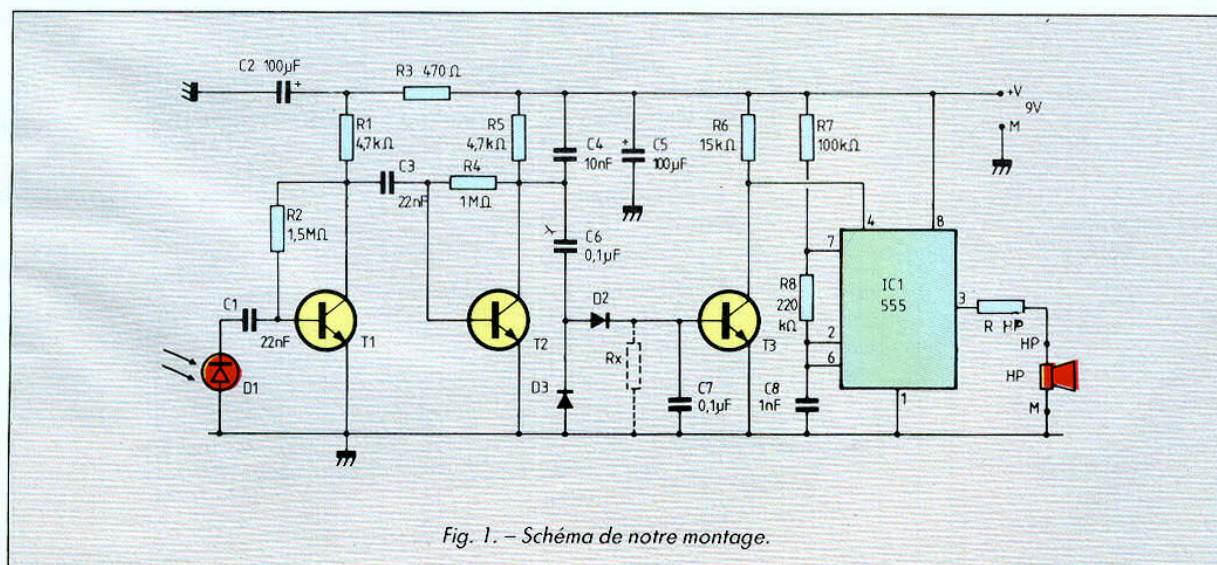 C2 100µF
+
R3 470Ω
+V
9V
M
R1
4,7kΩ
R5
4,7kΩ
C4
10nF
+
C5
100µF
R6
15kΩ
R7
100kΩ
C3
22nF
R4
1MΩ
R2
1,5MΩ
C6
0,1µF
4
8
7
R8
220
kΩ
IC1
555
3
R HP
HP
C1
22nF
T1
T2
D2
T3
2
6
Rx
HP
D1
D3
C7
0,1µF
C8
1nF
1
M
Fig. 1. – Schéma de notre montage.